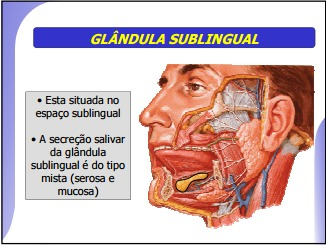 GLÂNDULA SUBLINGUAL
• Esta situada no
espaço sublingual
• A secreção salivar
da glândula
sublingual é do tipo
mista (serosa e
mucosa)